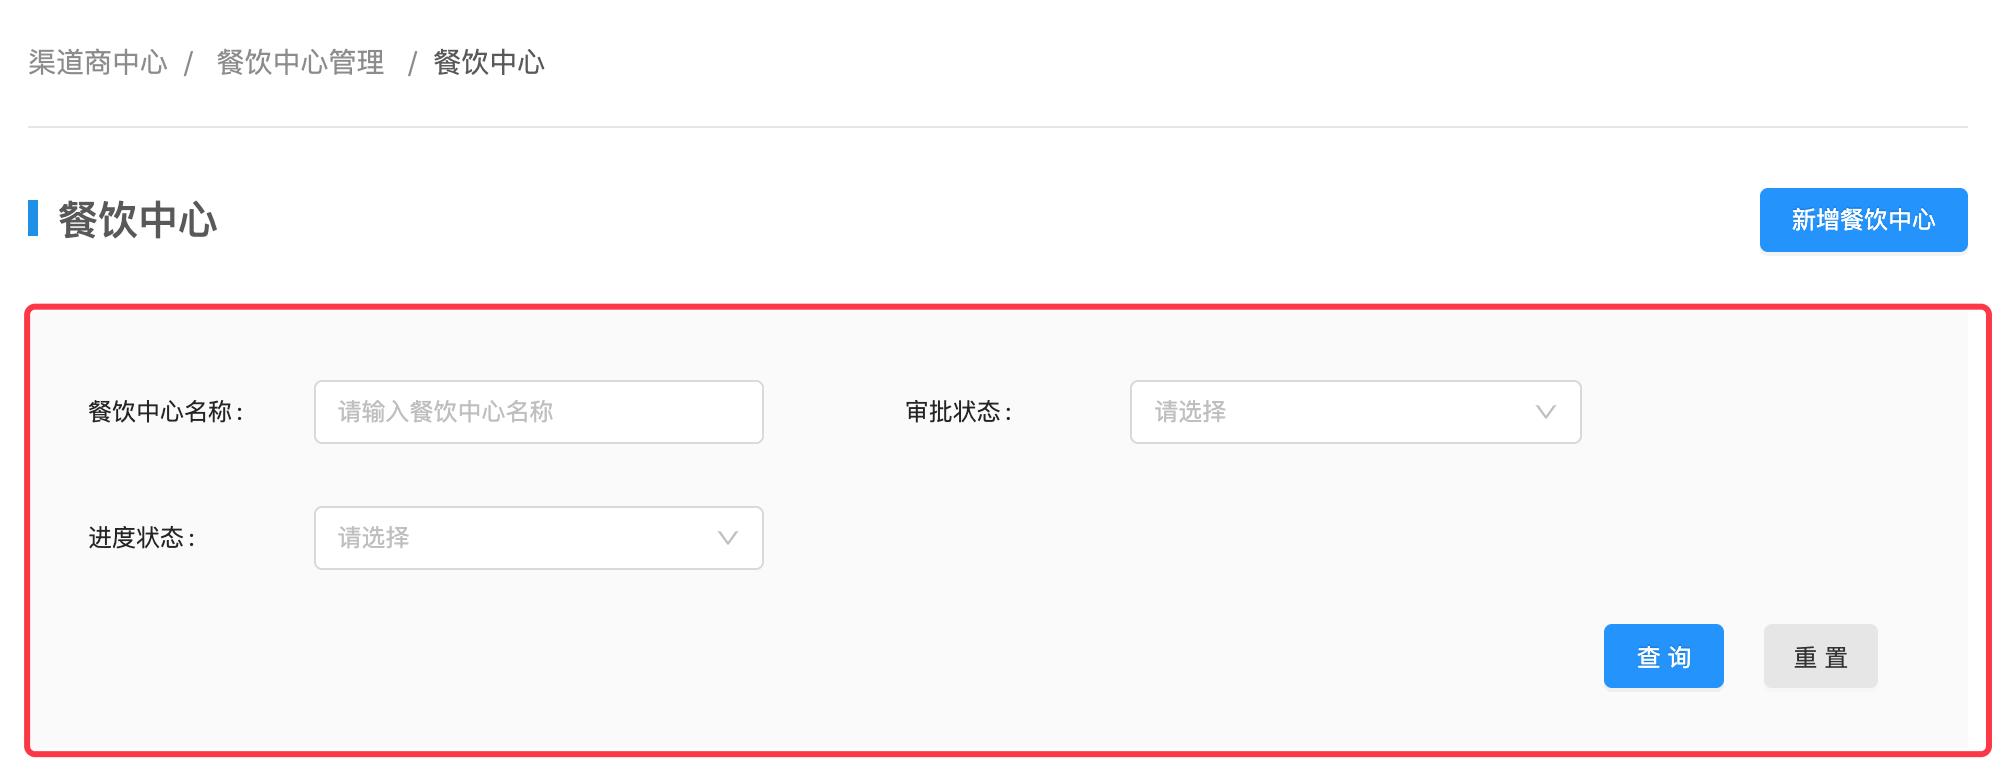 渠道商中心 / 餐饮中心管理 / 餐饮中心
餐饮中心
新增餐饮中心
餐饮中心名称: 请输入餐饮中心名称 审批状态: 请选择
进度状态: 请选择
查 询 重 置